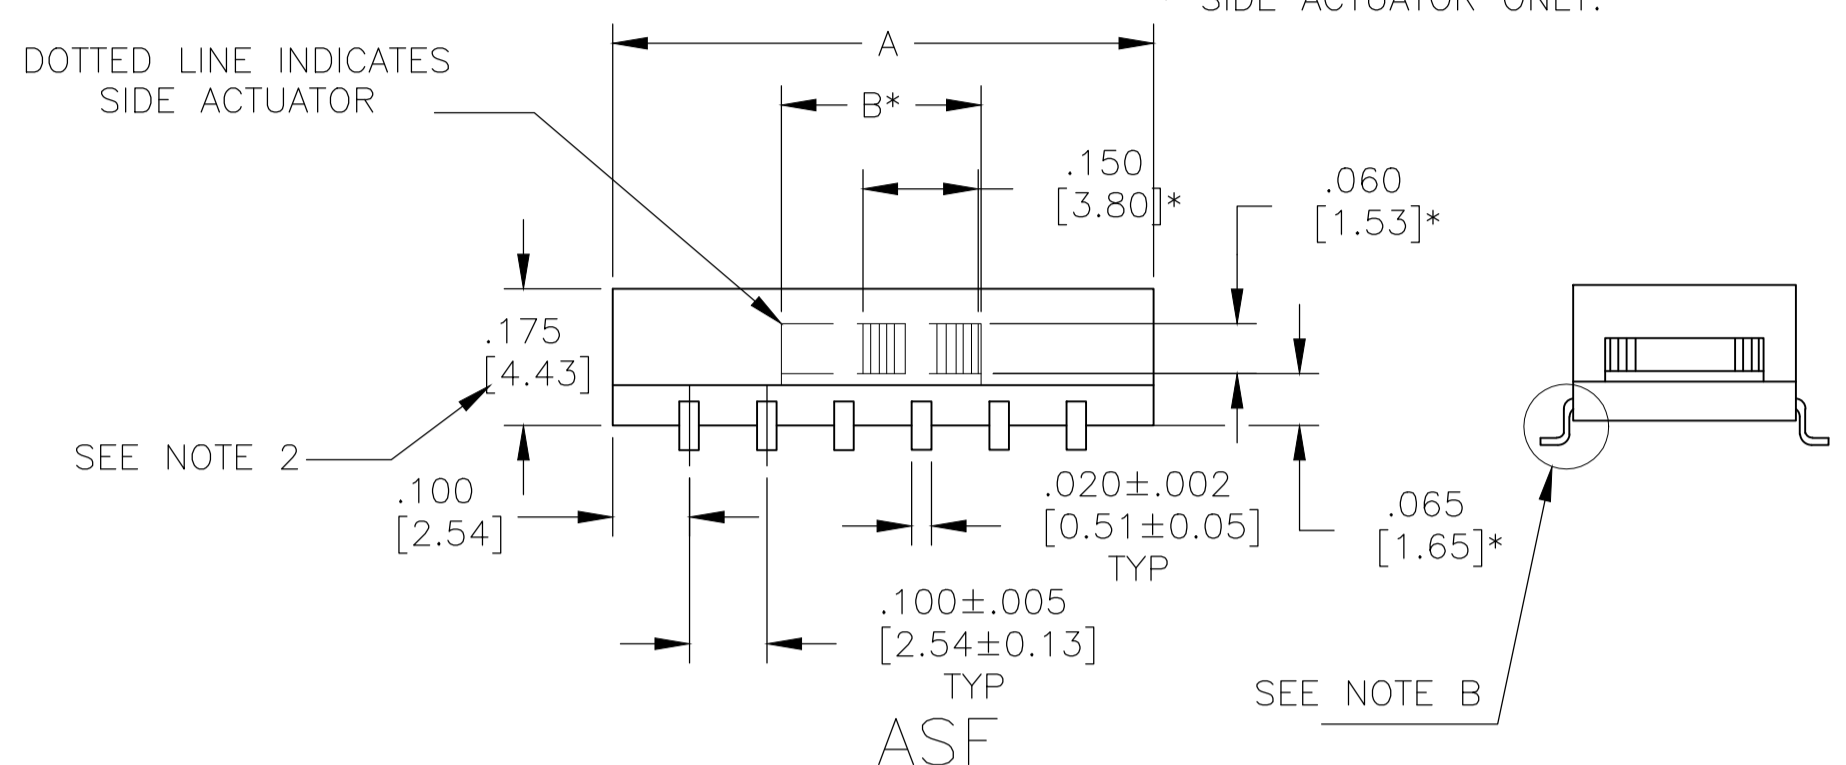 SIDE ACTUATOR ONLY.
DOTTED LINE INDICATES
SIDE ACTUATOR
A
B*
.150
[3.80]*
.060
[1.53]*
.175
[4.43]
SEE NOTE 2
.100
[2.54]
.020±.002
[0.51±0.05]
TYP
.065
[1.65]*
.100±.005
[2.54±0.13]
TYP
SEE NOTE B
ASF